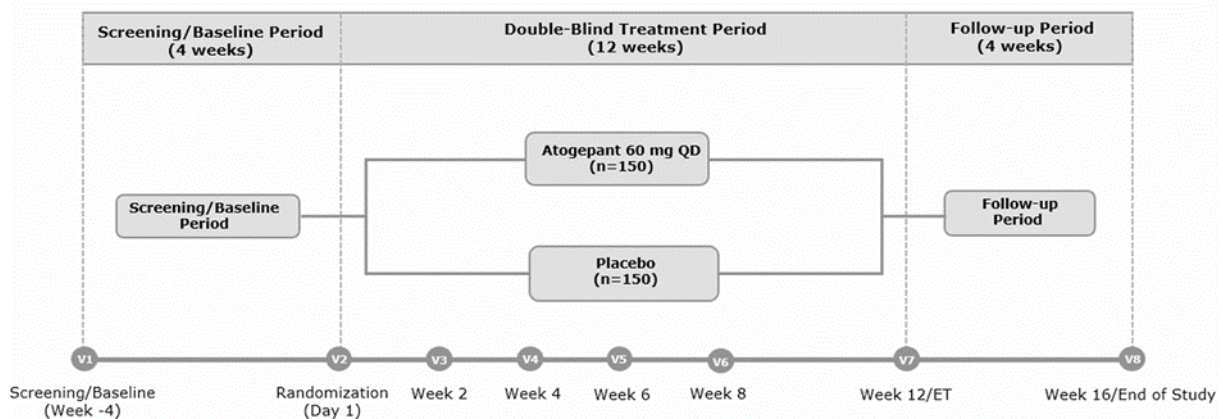 Screening/Baseline Period
(4 weeks)
Double-Blind Treatment Period
(12 weeks)
Follow-up Period
(4 weeks)
Atogepant 60 mg QD
(n=150)
Screening/Baseline
Period
Follow-up
Period
Placebo
(n=150)
V1
V2
V3
V4
V5
V6
V7
V8
Screening/Baseline
(Week -4)
Randomization
(Day 1)
Week 2
Week 4
Week 6
Week 8
Week 12/ET
Week 16/End of Study